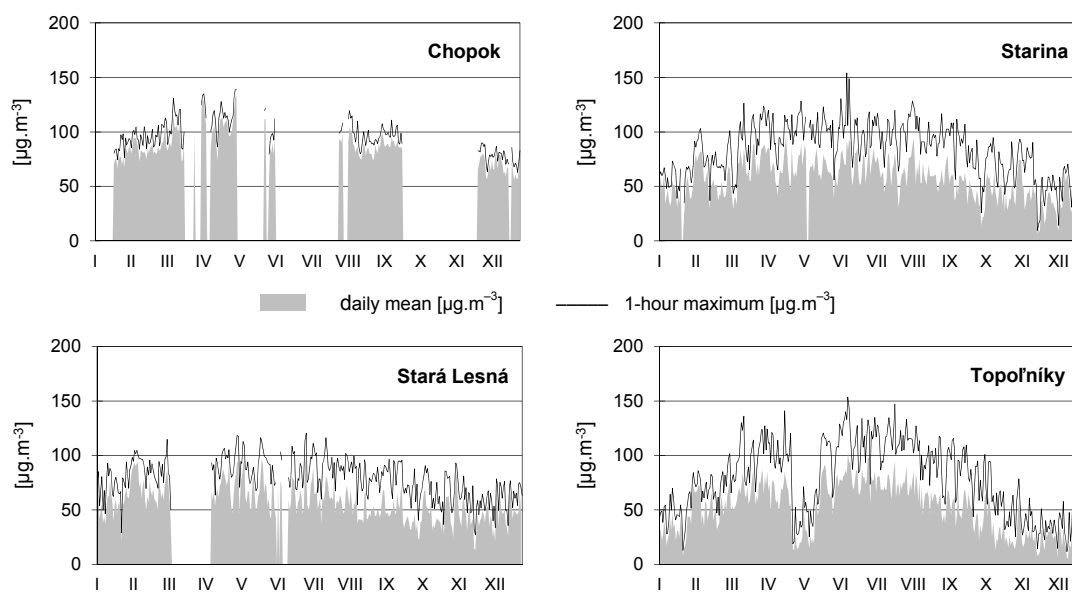 200
150
100
50
0
[µg.m-3]
Chopok
I II III IV V VI VII VIII IX X XI XII
200
150
100
50
0
[µg.m-3]
Starina
I II III IV V VI VII VIII IX X XI XII
daily mean [µg.m–3] 1-hour maximum [µg.m–3]
200
150
100
50
0
[µg.m-3]
Stará Lesná
I II III IV V VI VII VIII IX X XI XII
200
150
100
50
0
[µg.m-3]
Topoľníky
I II III IV V VI VII VIII IX X XI XII